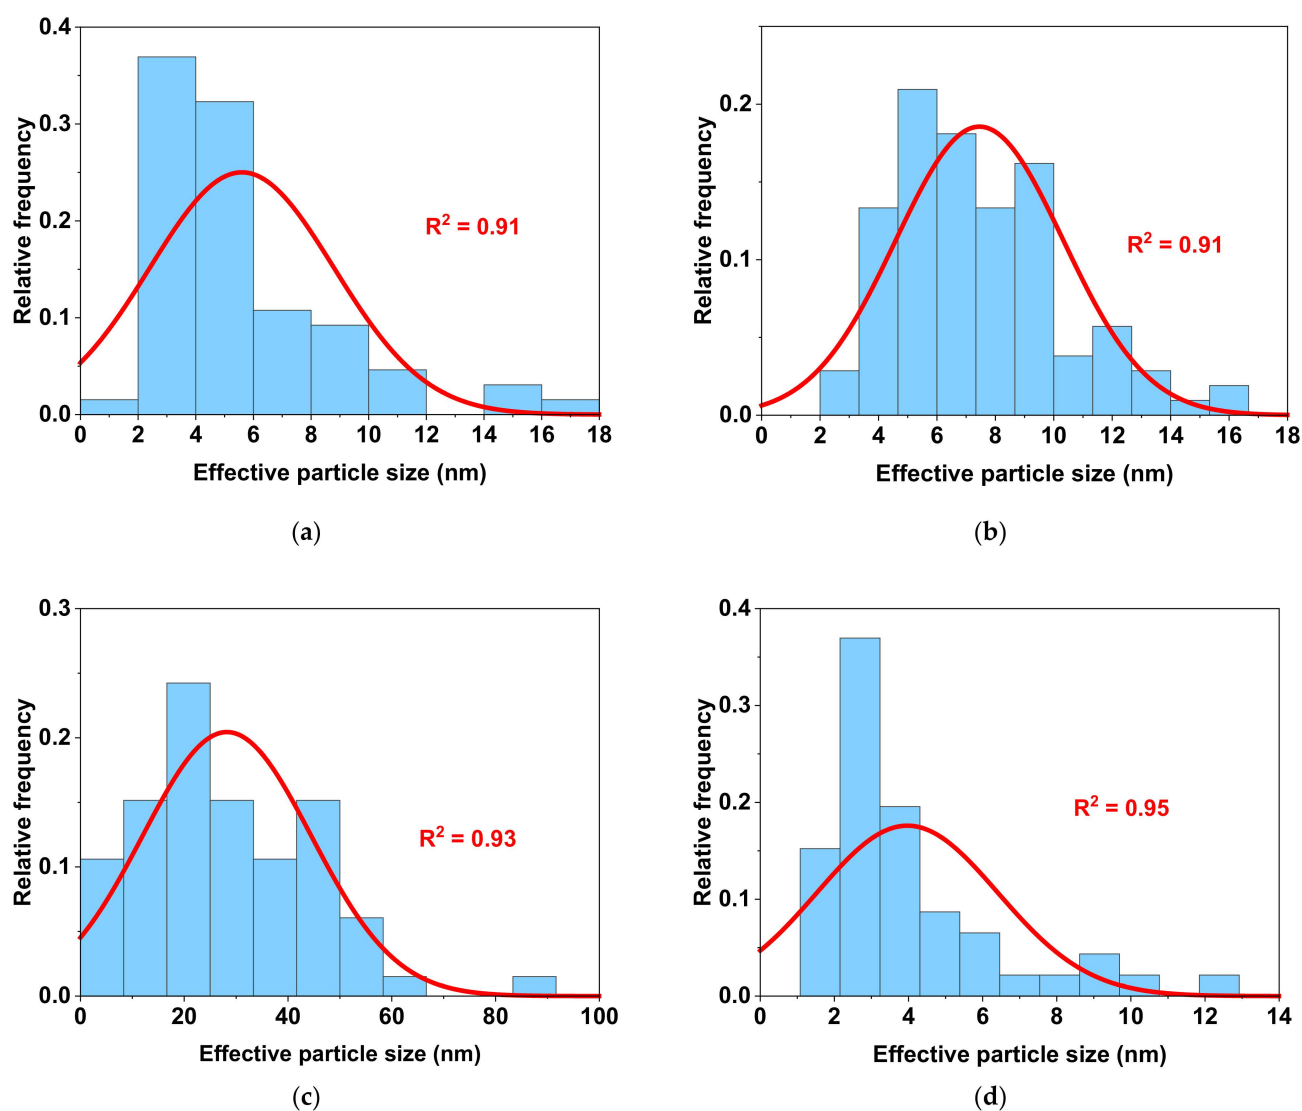 0.4
0.3
0.2
0.1
0.0
Relative frequency
R² = 0.91
0 2 4 6 8 10 12 14 16 18
Effective particle size (nm)
(a)
0.2
0.1
0.0
Relative frequency
R² = 0.91
0 2 4 6 8 10 12 14 16 18
Effective particle size (nm)
(b)
0.3
0.2
0.1
0.0
Relative frequency
R² = 0.93
0 20 40 60 80 100
Effective particle size (nm)
(c)
0.4
0.3
0.2
0.1
0.0
Relative frequency
R² = 0.95
0 2 4 6 8 10 12 14
Effective particle size (nm)
(d)